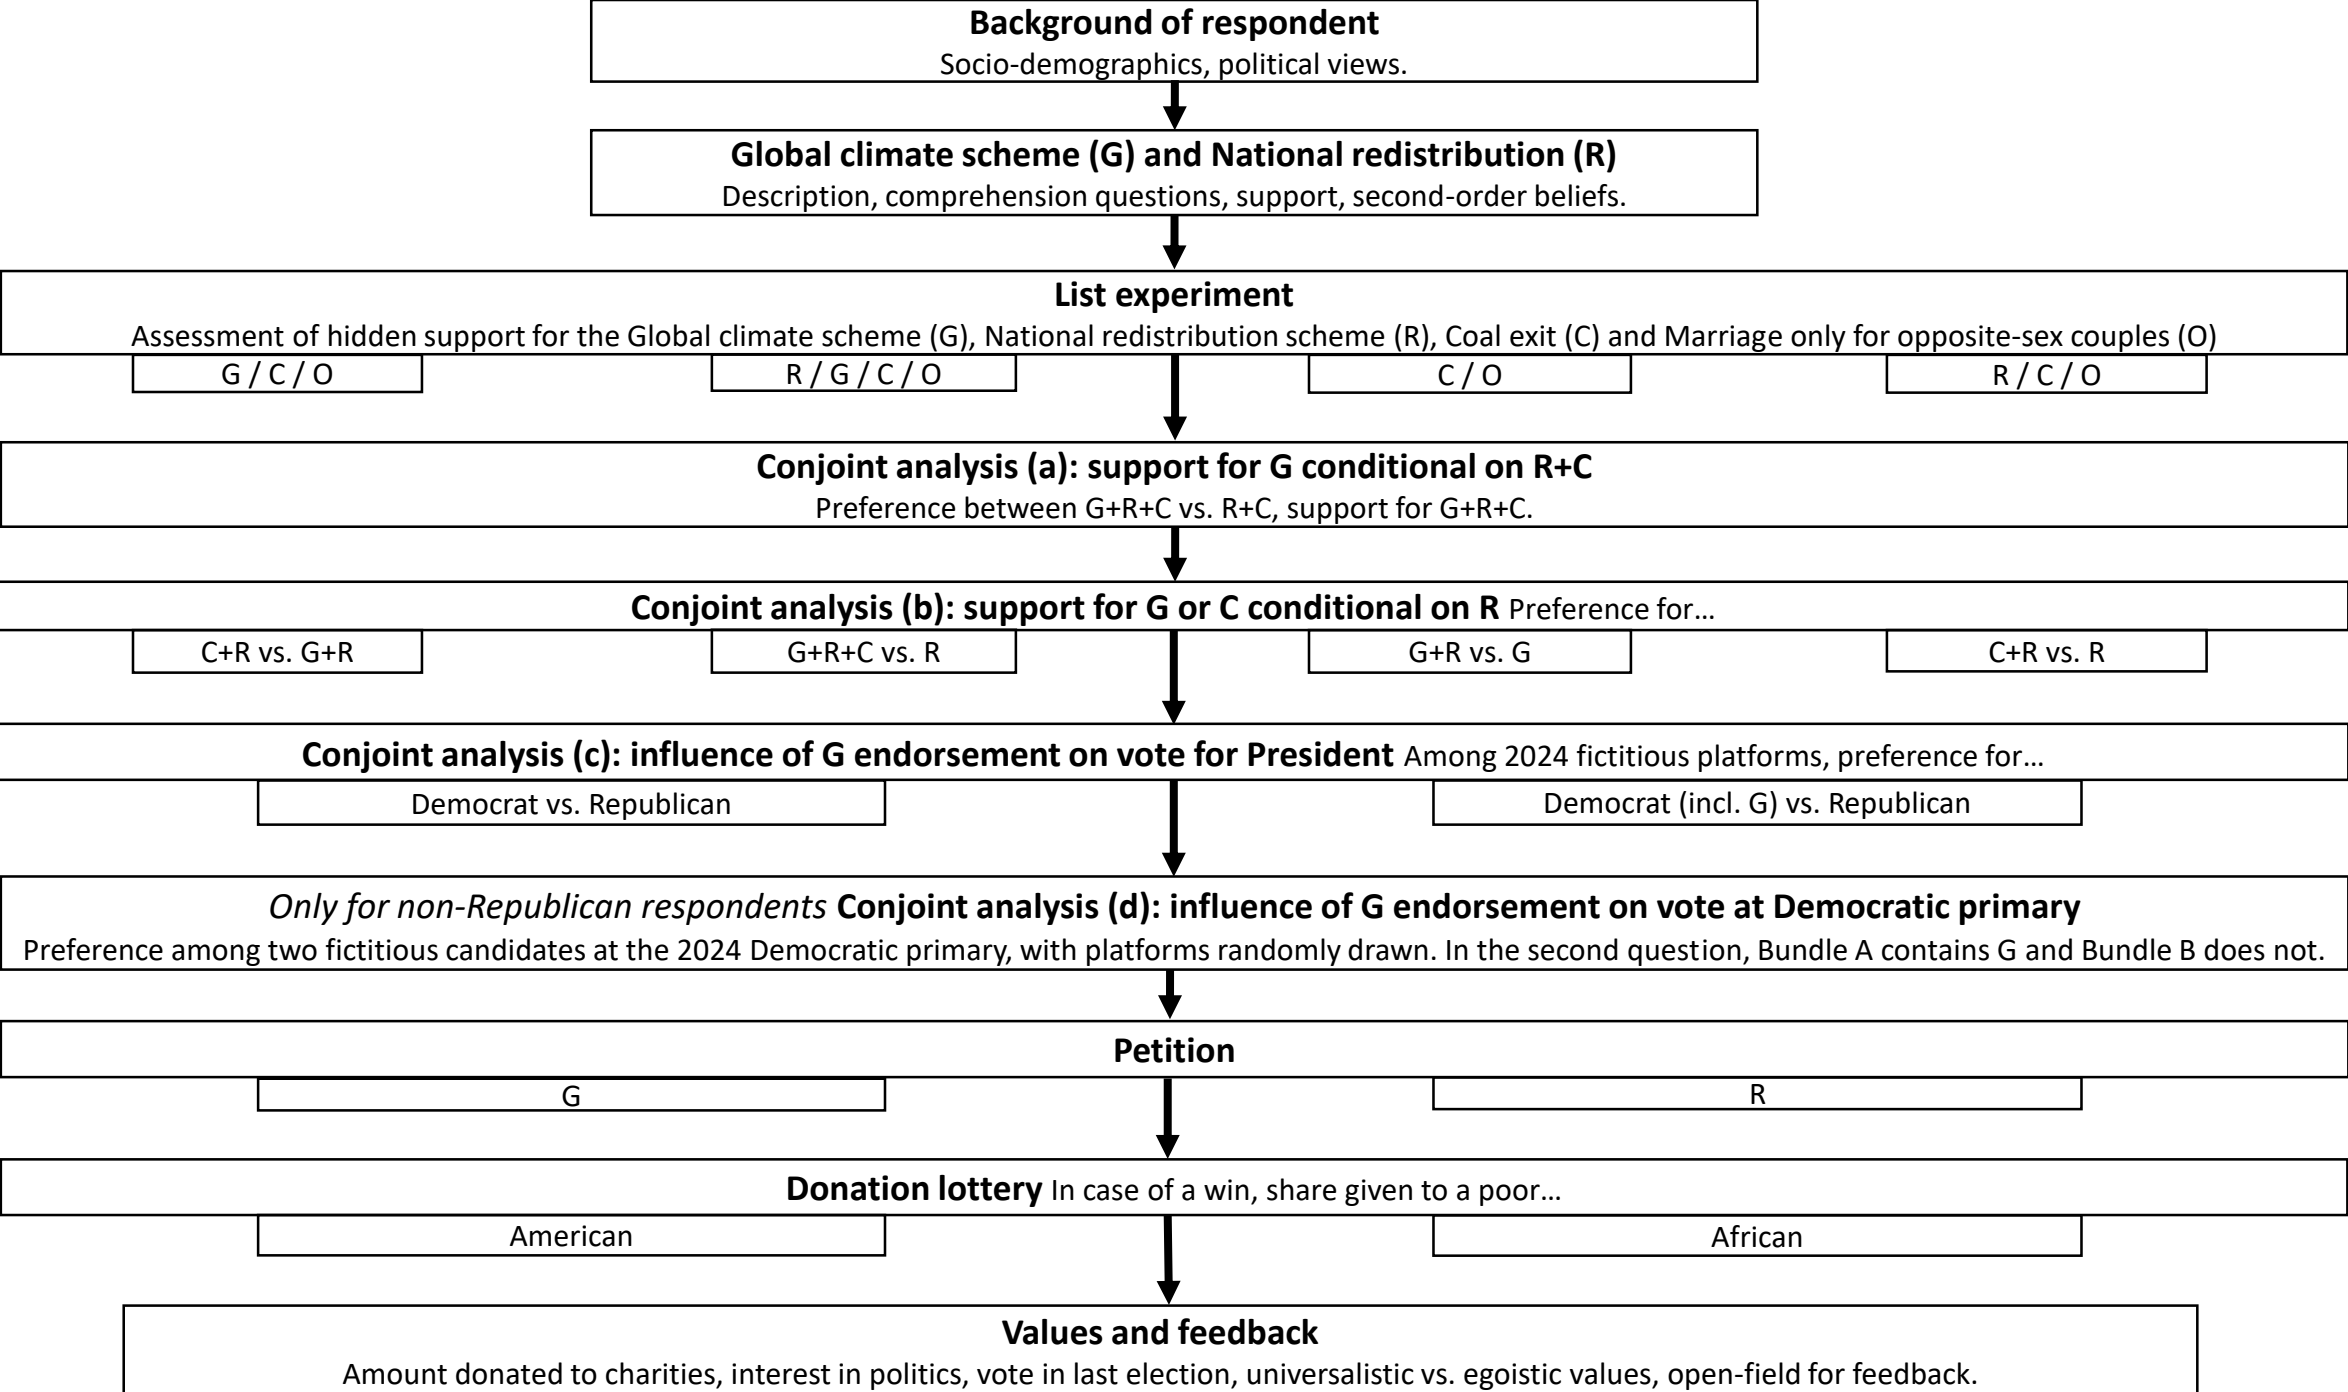 Background of respondent
Socio-demographics, political views.
Global climate scheme (G) and National redistribution (R)
Description, comprehension questions, support, second-order beliefs.
List experiment
Assessment of hidden support for the Global climate scheme (G), National redistribution scheme (R), Coal exit (C) and Marriage only for opposite-sex couples (O)
G / C / O
R / G / C / O
C / O
R / C / O
Conjoint analysis (a): support for G conditional on R+C
Preference between G+R+C vs. R+C, support for G+R+C.
Conjoint analysis (b): support for G or C conditional on R Preference for...
C+R vs. G+R
G+R+C vs. R
G+R vs. G
C+R vs. R
Conjoint analysis (c): influence of G endorsement on vote for President Among 2024 fictitious platforms, preference for...
Democrat vs. Republican
Democrat (incl. G) vs. Republican
Only for non-Republican respondents Conjoint analysis (d): influence of G endorsement on vote at Democratic primary
Preference among two fictitious candidates at the 2024 Democratic primary, with platforms randomly drawn. In the second question, Bundle A contains G and Bundle B does not.
Petition
G
R
Donation lottery In case of a win, share given to a poor...
American
African
Values and feedback
Amount donated to charities, interest in politics, vote in last election, universalistic vs. egoistic values, open-field for feedback.